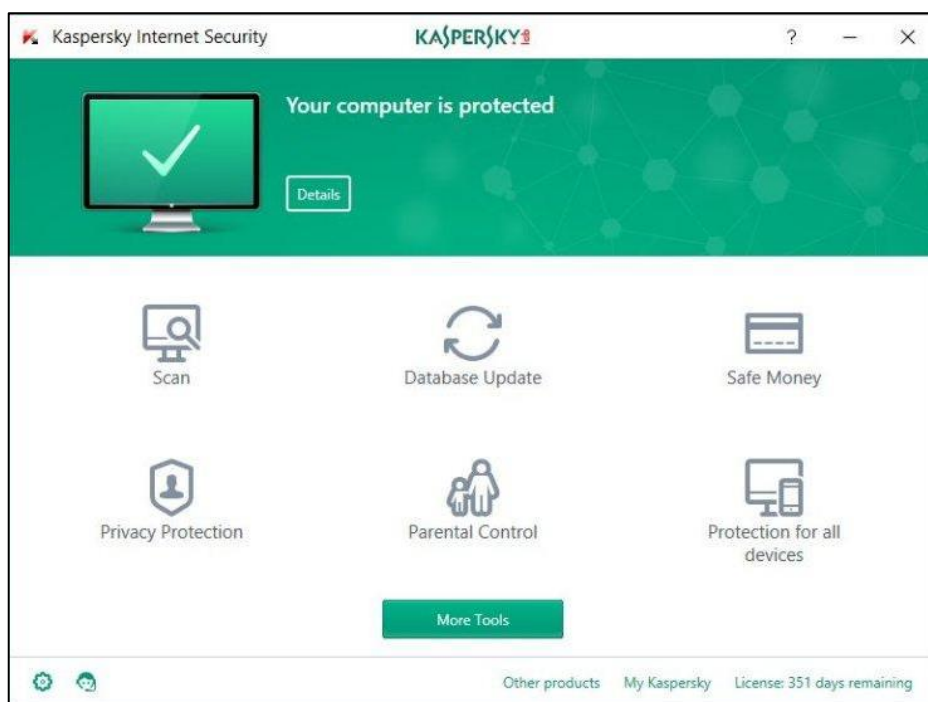 Kaspersky Internet Security
KASPERSKY
?
Your computer is protected
Details
Scan
Database Update
Safe Money
Privacy Protection
Parental Control
Protection for all
devices
More Tools
Other products
My Kaspersky
License: 351 days remaining